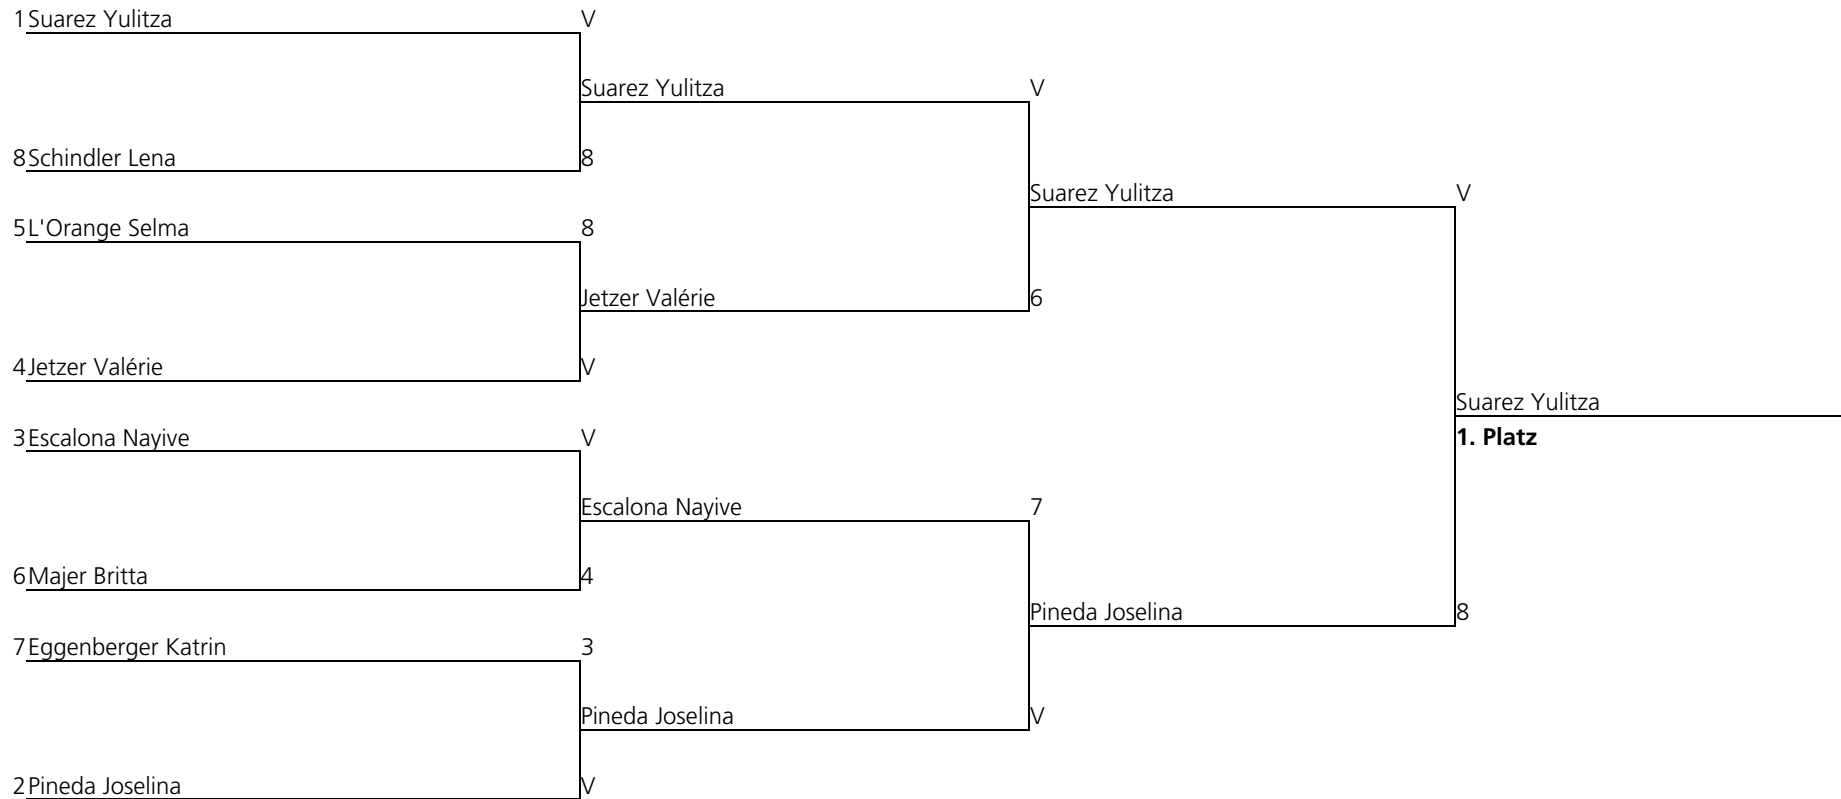 1 Suarez Yulitza V
Suarez Yulitza V
8 Schindler Lena 8
Suarez Yulitza V
5 L'Orange Selma 8
Jetzer Valérie 6
4 Jetzer Valérie V
Suarez Yulitza
3 Escalona Nayive V
1. Platz
Escalona Nayive 7
6 Majer Britta 4
Pineda Joselina 8
7 Eggenberger Katrin 3
Pineda Joselina V
2 Pineda Joselina V